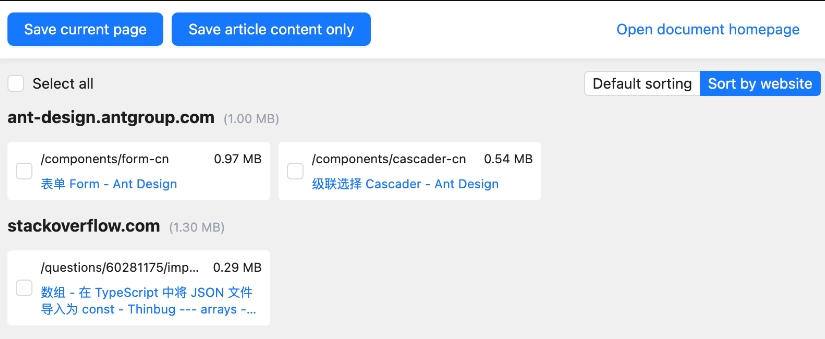 Save current page Save article content only Open document homepage
Select all Default sorting Sort by website
ant-design.antgroup.com (1.00 MB)
/components/form-cn 0.97 MB
表单 Form - Ant Design
/components/cascader-cn 0.54 MB
级联选择 Cascader - Ant Design
stackoverflow.com (1.30 MB)
/questions/60281175/imp... 0.29 MB
数组 - 在 TypeScript 中将 JSON 文件
导入为 const - Thinbug --- arrays -...